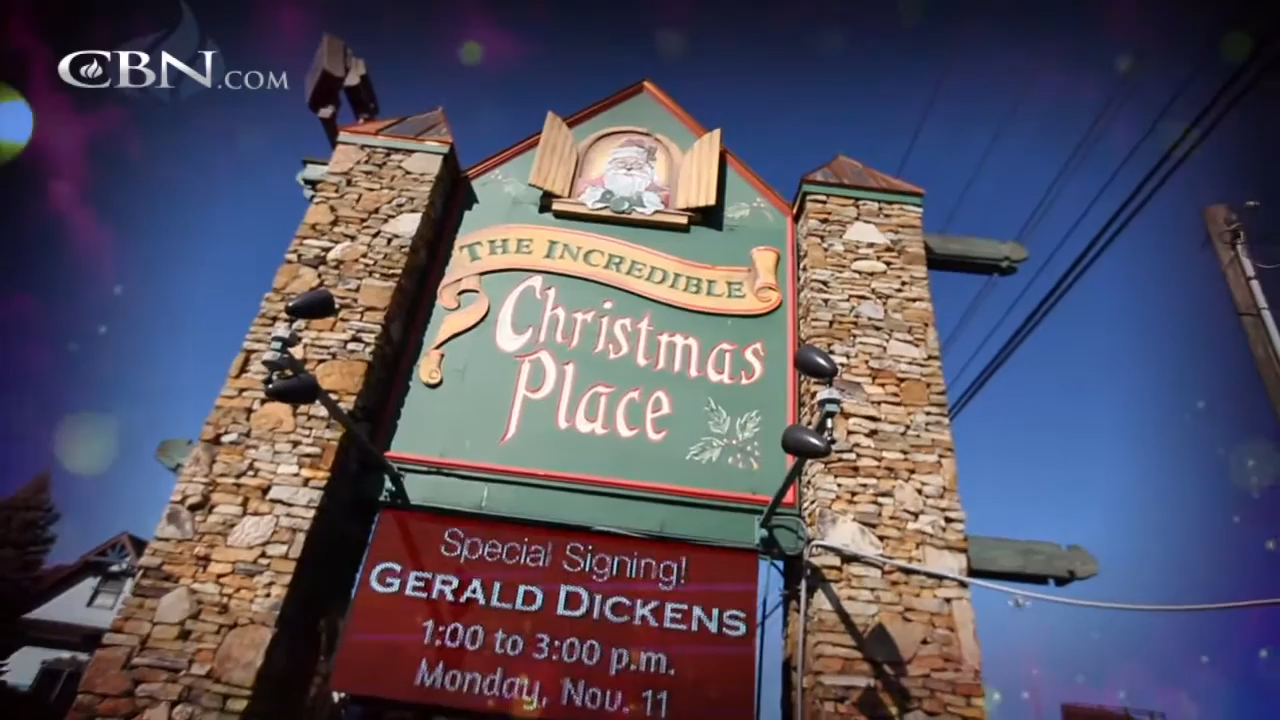 CBN.COM
THE INCREDIBLE
Christmas
Place
Special Signing!
GERALD DICKENS
1:00 to 3:00 p.m.
Monday, Nov. 11